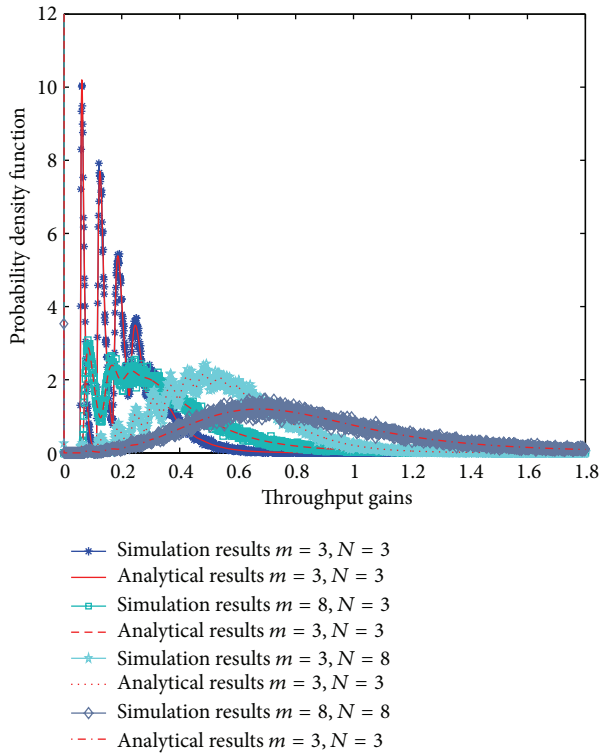 12
10
8
6
4
2
0
Probability density function
0 0.2 0.4 0.6 0.8 1 1.2 1.4 1.6 1.8
Throughput gains
Simulation results m = 3, N = 3
Analytical results m = 3, N = 3
Simulation results m = 8, N = 3
Analytical results m = 3, N = 3
Simulation results m = 3, N = 8
Analytical results m = 3, N = 3
Simulation results m = 8, N = 8
Analytical results m = 3, N = 3